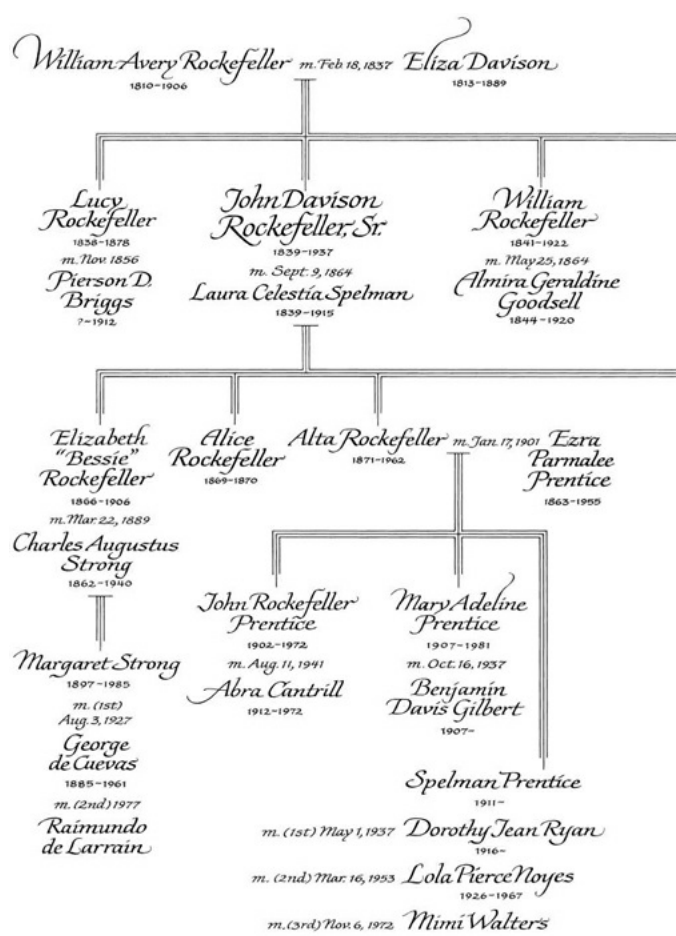 William Avery Rockefeller m. Feb. 18, 1837 Eliza Davison
1810-1906 1813-1889
Lucy
Rockefeller
1838-1878
m. Nov. 1856
Pierson D.
Briggs
?-1912
John Davison
Rockefeller, Sr.
1839-1937
m. Sept. 9, 1864
Laura Celestia Spelman
1839-1915
William
Rockefeller
1841-1922
m. May 25, 1864
Almira Geraldine
Goodsell
1844-1920
Elizabeth
"Bessie"
Rockefeller
1866-1906
m. Mar. 22, 1889
Charles Augustus
Strong
1862-1940
Alice
Rockefeller
1869-1870
Alta Rockefeller m. Jan. 17, 1901 Ezra
1871-1962 Parmalee
Prentice
1863-1955
Margaret Strong
1897-1985
m. (1st)
Aug. 3, 1927
George
de Cuevas
1885-1961
m. (2nd) 1977
Raimundo
de Larrain
John Rockefeller
Prentice
1902-1972
m. Aug. 11, 1941
Abra Cantrill
1912-1972
Mary Adeline
Prentice
1907-1981
m. Oct. 16, 1937
Benjamin
Davis Gilbert
1907-
Spelman Prentice
1911-
m. (1st) May 1, 1937 Dorothy Jean Ryan
1916-
m. (2nd) Mar. 16, 1953 Lola Pierce Noyes
1926-1967
m. (3rd) Nov. 6, 1972 Mimi Walters